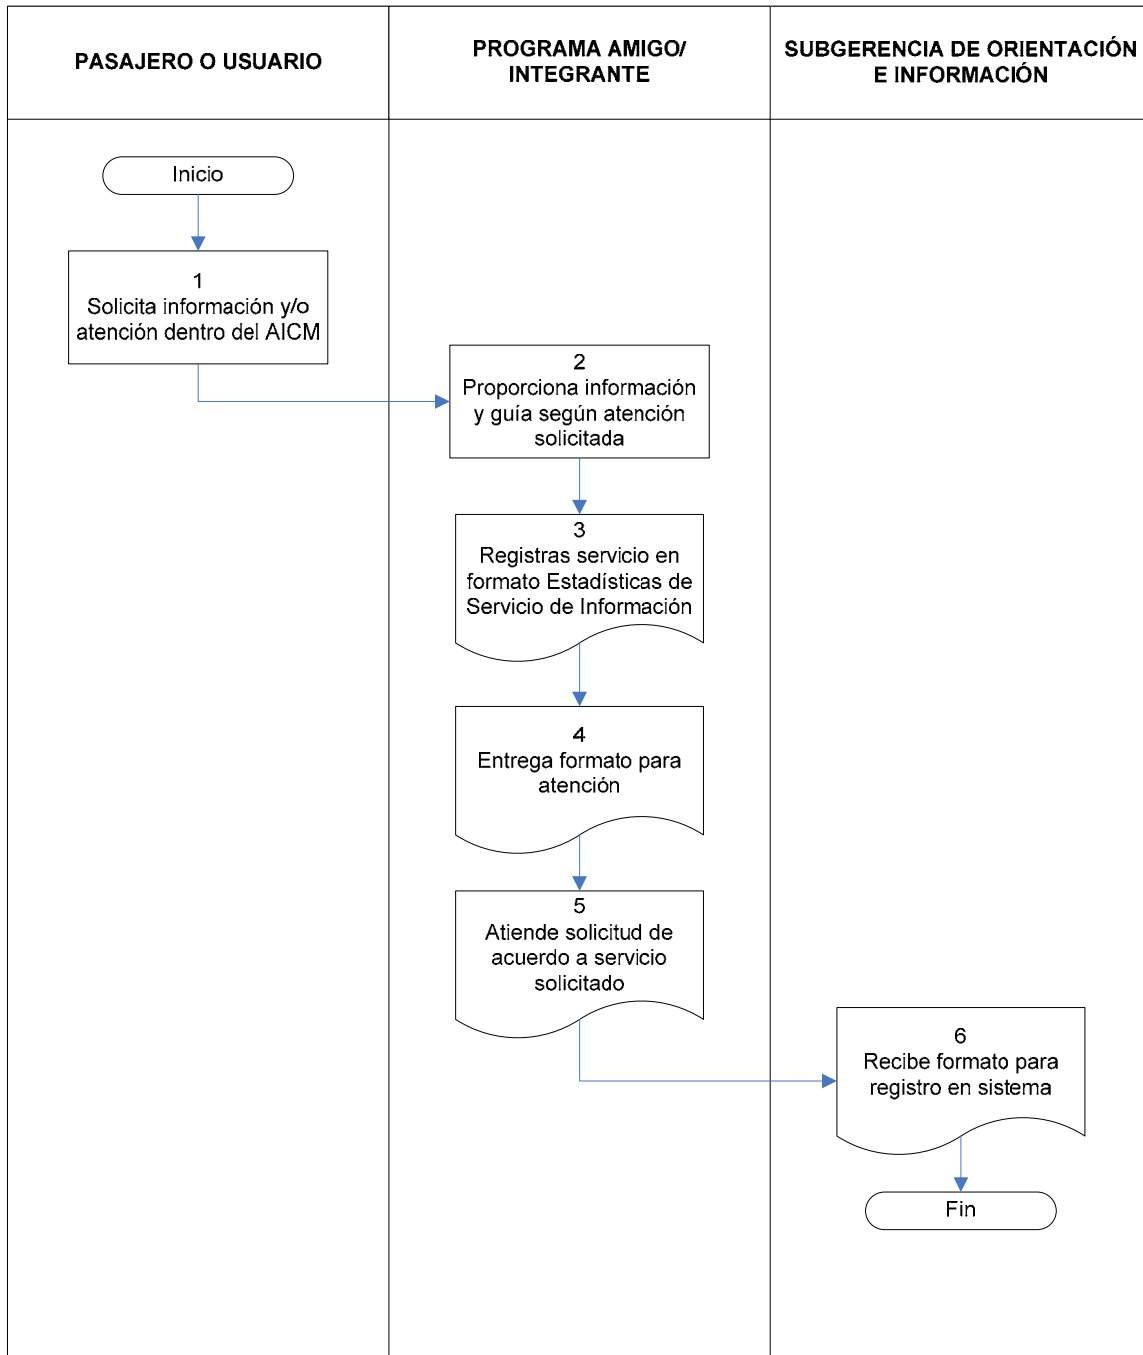 PASAJERO O USUARIO
PROGRAMA AMIGO/
INTEGRANTE
SUBGERENCIA DE ORIENTACIÓN
E INFORMACIÓN
Inicio
1
Solicita información y/o
atención dentro del AICM
2
Proporciona información
y guía según atención
solicitada
3
Registras servicio en
formato Estadísticas de
Servicio de Información
4
Entrega formato para
atención
5
Atiende solicitud de
acuerdo a servicio
solicitado
6
Recibe formato para
registro en sistema
Fin